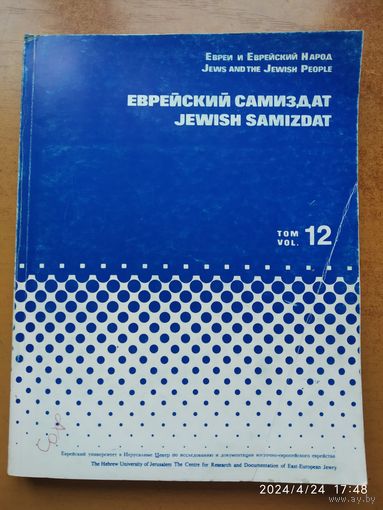 Евреи и Еврейский Народ
Jews and the Jewish People
ЕВРЕЙСКИЙ САМИЗДАТ
JEWISH SAMIZDAT
ТОМ
VOL. 12
Еврейский университет в Иерусалиме Центр по исследованию и документации восточно-европейского еврейства
The Hebrew University of Jerusalem The Centre for Research and Documentation of East-European Jewry
2024/4/24 17:48
ay.by